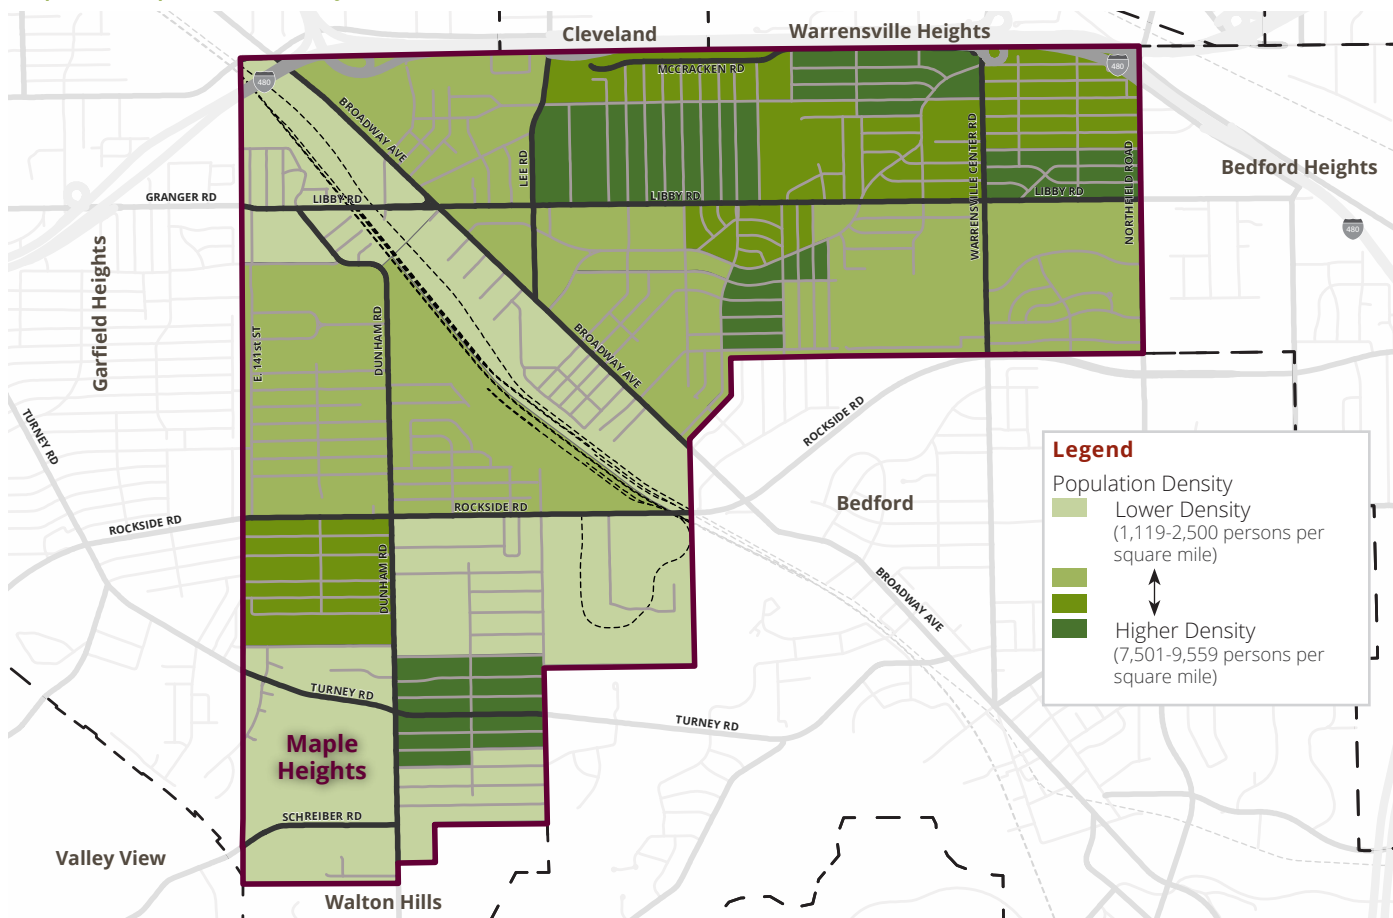 Cleveland
Warrensville Heights
480
MCCRACKEN RD
480
BROADWAY AVE
LEE RD
WARRENSVILLE CENTER RD
NORTHFIELD ROAD
Bedford Heights
GRANGER RD
LIBBY RD
LIBBY RD
LIBBY RD
480
Garfield Heights
E. 141st ST
DUNHAM RD
BROADWAY AVE
TURNEY RD
ROCKSIDE RD
Legend
Population Density
Lower Density
(1,119-2,500 persons per
square mile)
Higher Density
(7,501-9,559 persons per
square mile)
ROCKSIDE RD
ROCKSIDE RD
Bedford
DUNHAM RD
BROADWAY AVE
TURNEY RD
TURNEY RD
Maple
Heights
SCHREIBER RD
Valley View
Walton Hills